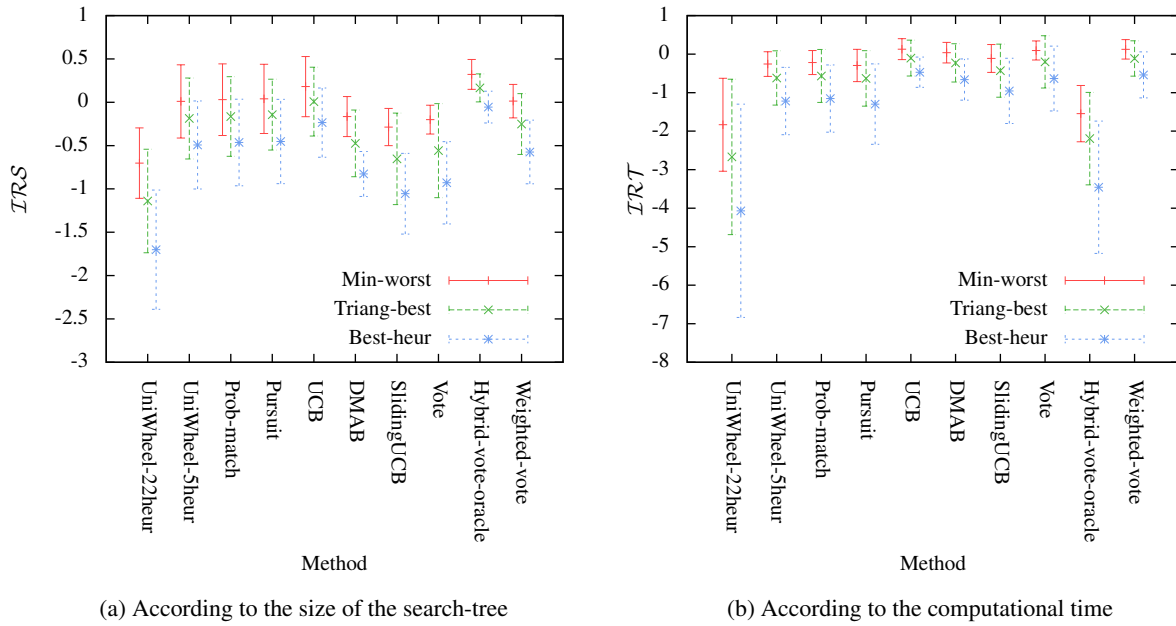 1
0.5
0
-0.5
-1
-1.5
-2
-2.5
-3
IRS
Min-worst
Triang-best
Best-heur
UniWheel-22heur
UniWheel-5heur
Prob-match
Pursuit
UCB
DMAB
SlidingUCB
Vote
Hybrid-vote-oracle
Weighted-vote
Method
(a) According to the size of the search-tree
1
0
-1
-2
-3
-4
-5
-6
-7
-8
IRT
Min-worst
Triang-best
Best-heur
UniWheel-22heur
UniWheel-5heur
Prob-match
Pursuit
UCB
DMAB
SlidingUCB
Vote
Hybrid-vote-oracle
Weighted-vote
Method
(b) According to the computational time